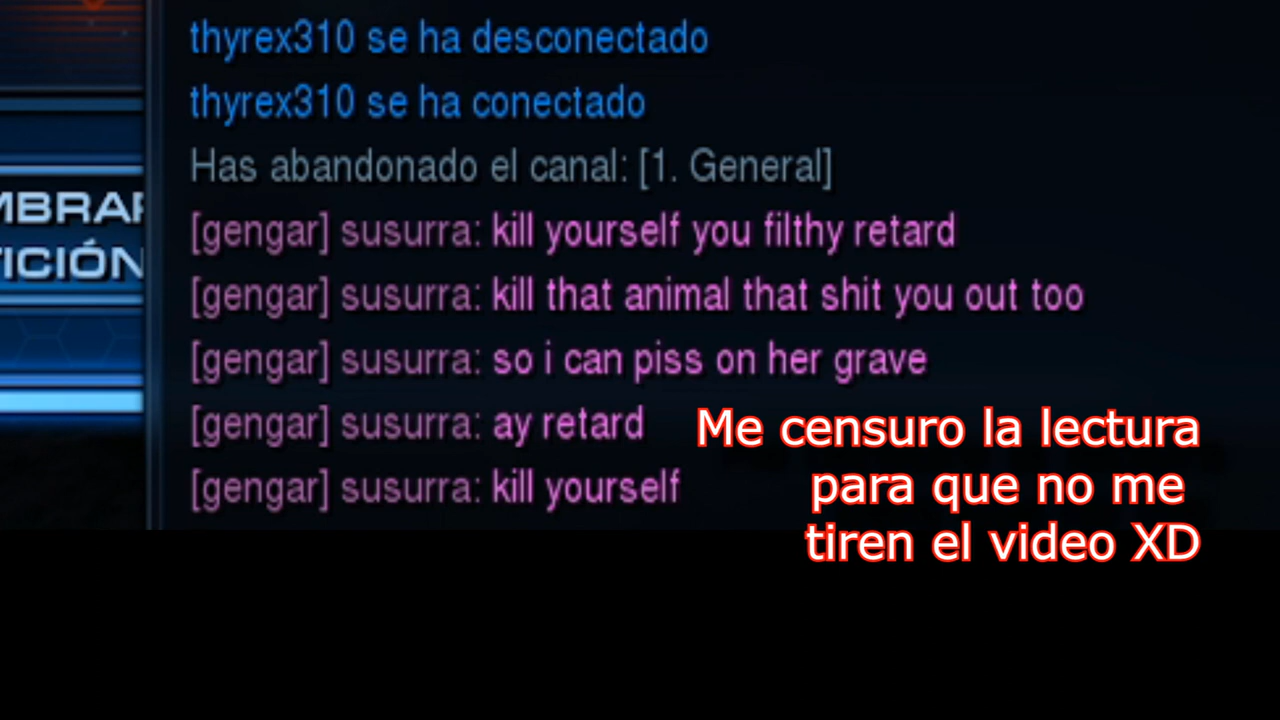 thyrex310 se ha desconectado
thyrex310 se ha conectado
Has abandonado el canal: [1. General]
[gengar] susurra: kill yourself you filthy retard
[gengar] susurra: kill that animal that shit you out too
[gengar] susurra: so i can piss on her grave
[gengar] susurra: ay retard
[gengar] susurra: kill yourself
Me censuro la lectura
para que no me
tiren el video XD